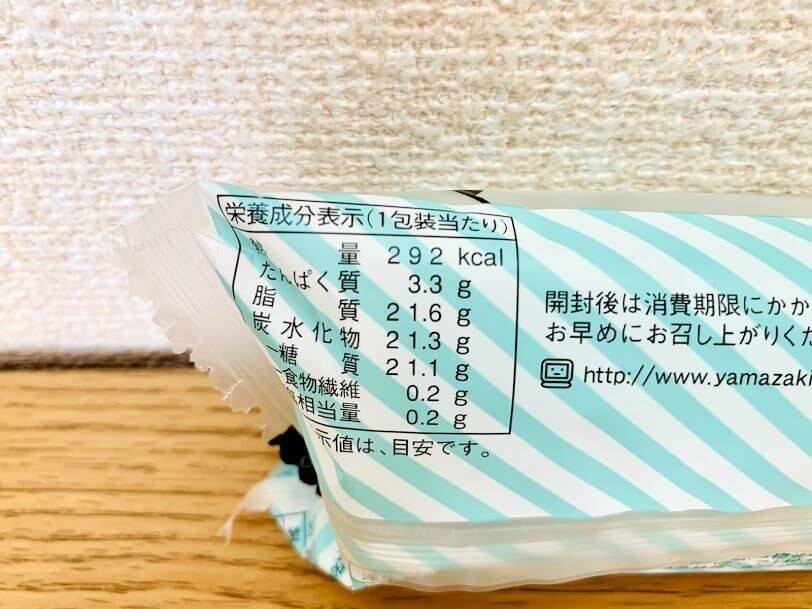 栄養成分表示(1包装当たり)
量 292 kcal
たんぱく質 3.3 g
脂質 21.6 g
炭水化物 21.3 g
糖質 21.1 g
食物繊維 0.2 g
相当量 0.2 g
示値は、目安です。
開封後は消費期限にかか
お早めにお召し上がりくだ
http://www.yamazaki